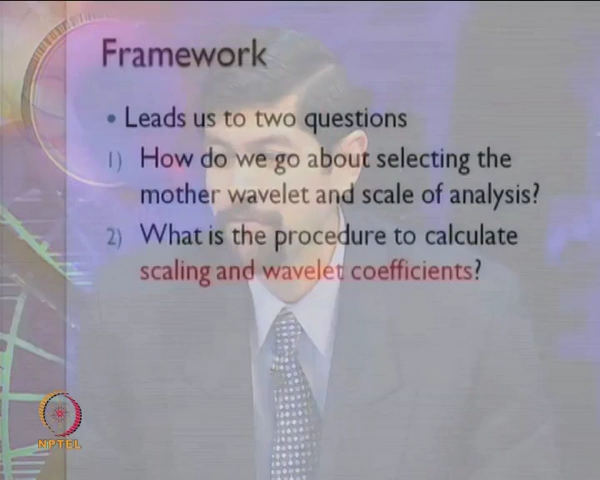 Framework
• Leads us to two questions
1) How do we go about selecting the
mother wavelet and scale of analysis?
2) What is the procedure to calculate
scaling and wavelet coefficients?
NPTEL